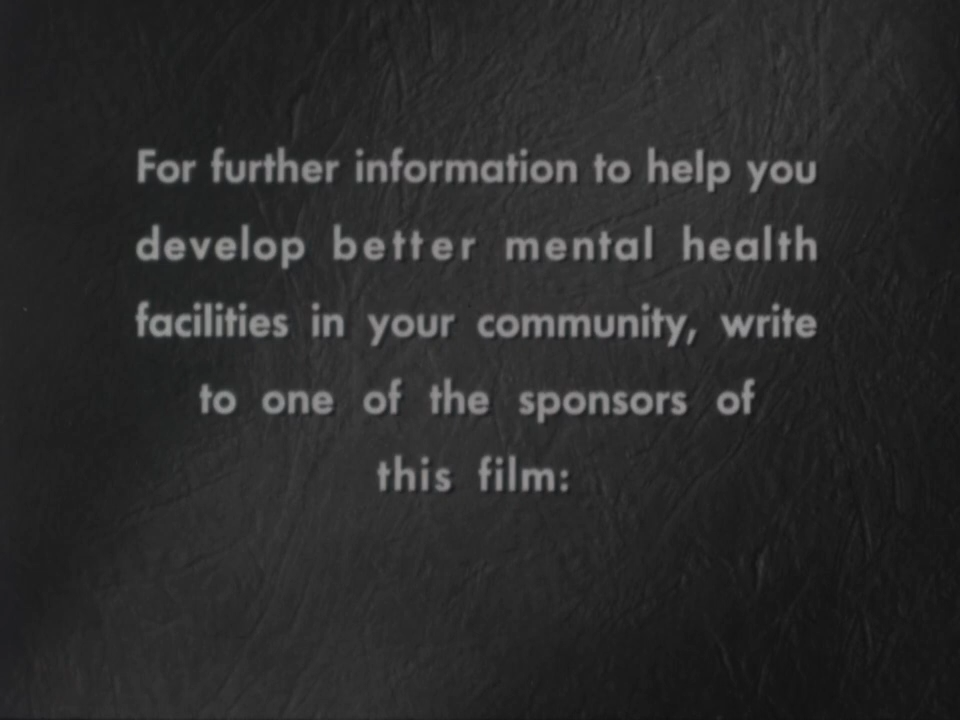 For further information to help you
develop better mental health
facilities in your community, write
to one of the sponsors of
this film: